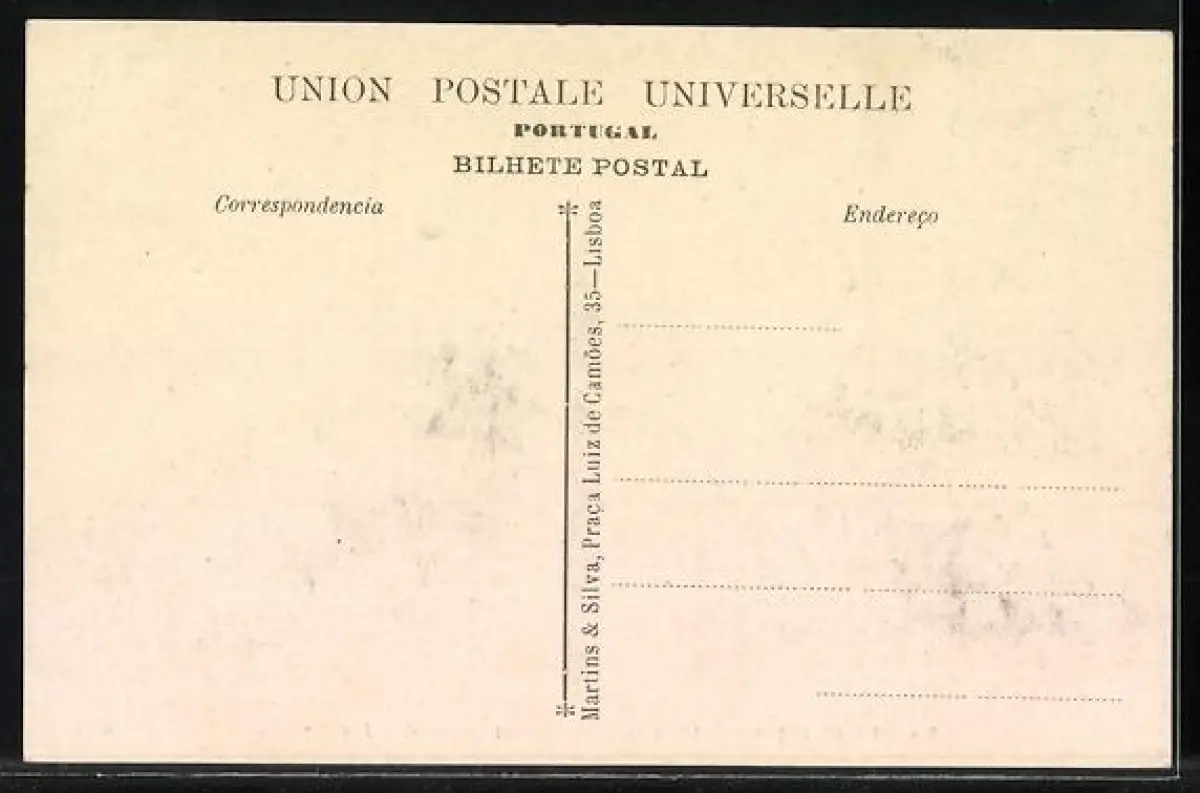 UNION POSTALE UNIVERSELLE
PORTUGAL
BILHETE POSTAL
Correspondencia
Endereço
Martins & Silva, Praça Luiz de Camões, 35—Lisboa